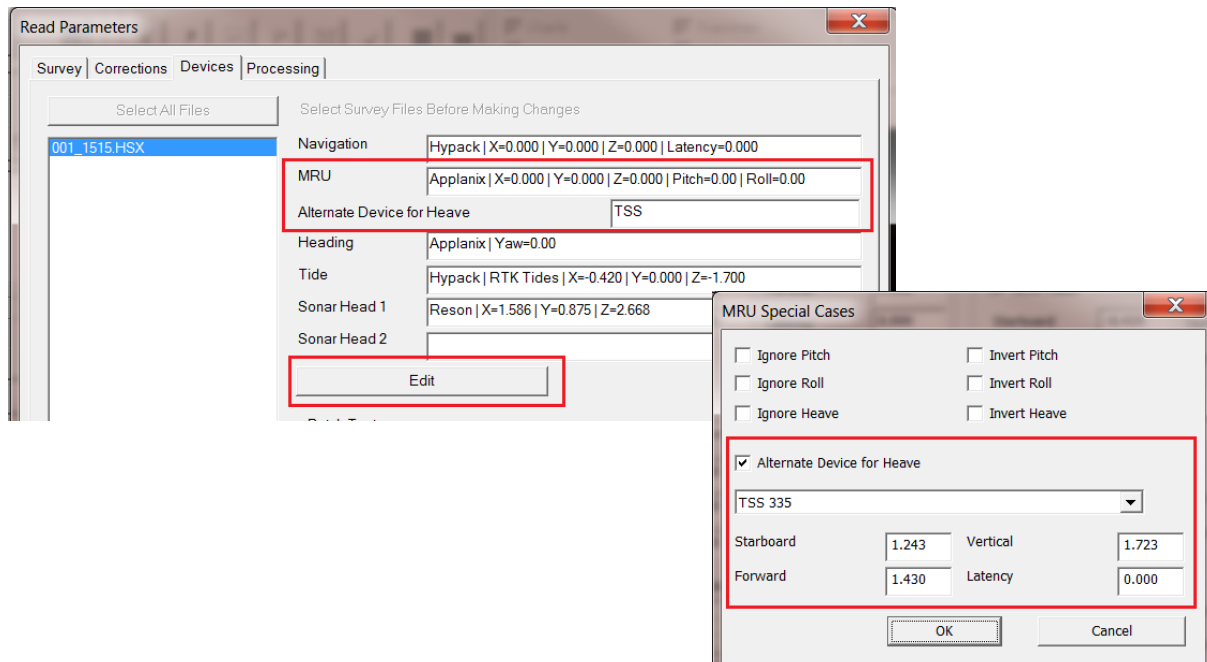 Read Parameters
Survey Corrections Devices Processing
Select All Files
Select Survey Files Before Making Changes
001_1515.HSX
Navigation Hypack | X=0.000 | Y=0.000 | Z=0.000 | Latency=0.000
MRU Applanix | X=0.000 | Y=0.000 | Z=0.000 | Pitch=0.00 | Roll=0.00
Alternate Device for Heave TSS
Heading Applanix | Yaw=0.00
Tide Hypack | RTK Tides | X=-0.420 | Y=0.000 | Z=-1.700
Sonar Head 1 Reson | X=1.586 | Y=0.875 | Z=2.668
Sonar Head 2
Edit
MRU Special Cases
Ignore Pitch Invert Pitch
Ignore Roll Invert Roll
Ignore Heave Invert Heave
Alternate Device for Heave
TSS 335
Starboard 1.243 Vertical 1.723
Forward 1.430 Latency 0.000
OK Cancel